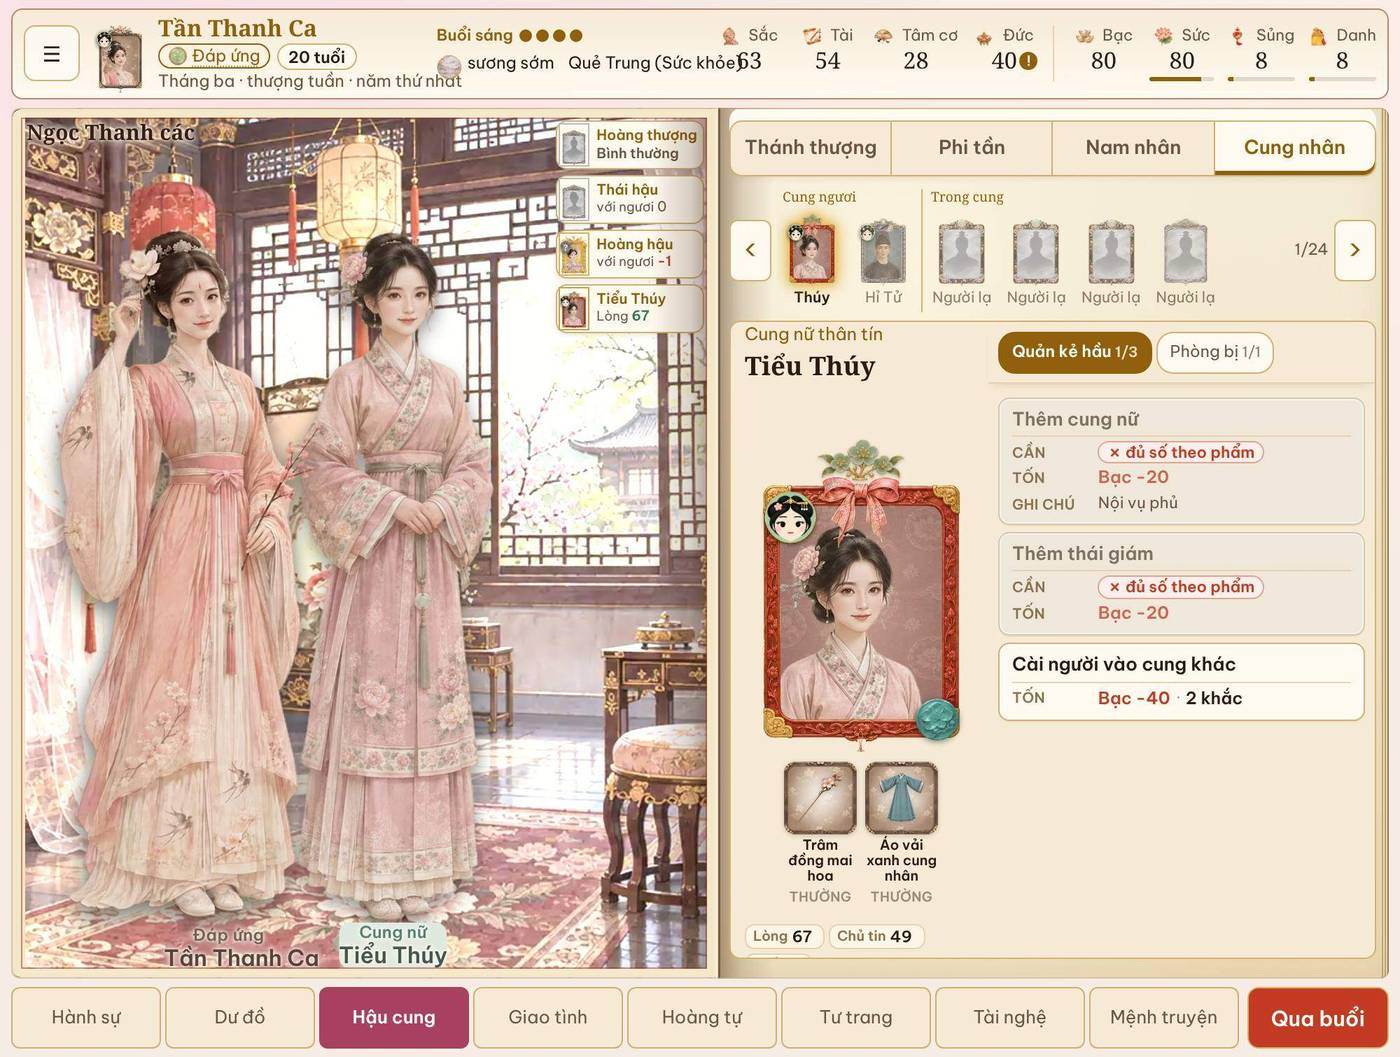 ☰
Tần Thanh Ca
Đáp ứng
20 tuổi
Tháng ba · thượng tuần · năm thứ nhất
Buổi sáng
sương sớm Quẻ Trung (Sức khỏe)
Sắc
63
Tài
54
Tâm cơ
28
Đức
40 !
Bạc
80
Sức
80
Sủng
8
Danh
8
Ngọc Thanh các
Hoàng thượng
Bình thường
Thái hậu
với ngươi 0
Hoàng hậu
với ngươi -1
Tiểu Thúy
Lòng 67
Đáp ứng
Tần Thanh Ca
Cung nữ
Tiểu Thúy
Thánh thượng
Phi tần
Nam nhân
Cung nhân
Cung ngươi
Trong cung
‹
Thúy
Hỉ Tử
Người lạ
Người lạ
Người lạ
Người lạ
1/24
›
Cung nữ thân tín
Tiểu Thúy
Trâm đồng mai hoa
THƯỜNG
Áo vải xanh cung nhân
THƯỜNG
Lòng 67
Chủ tin 49
Quản kẻ hầu 1/3
Phòng bị 1/1
Thêm cung nữ
CẦN × đủ số theo phẩm
TỐN Bạc -20
GHI CHÚ Nội vụ phủ
Thêm thái giám
CẦN × đủ số theo phẩm
TỐN Bạc -20
Cài người vào cung khác
TỐN Bạc -40 · 2 khắc
Hành sự
Dư đồ
Hậu cung
Giao tình
Hoàng tự
Tư trang
Tài nghệ
Mệnh truyện
Qua buổi